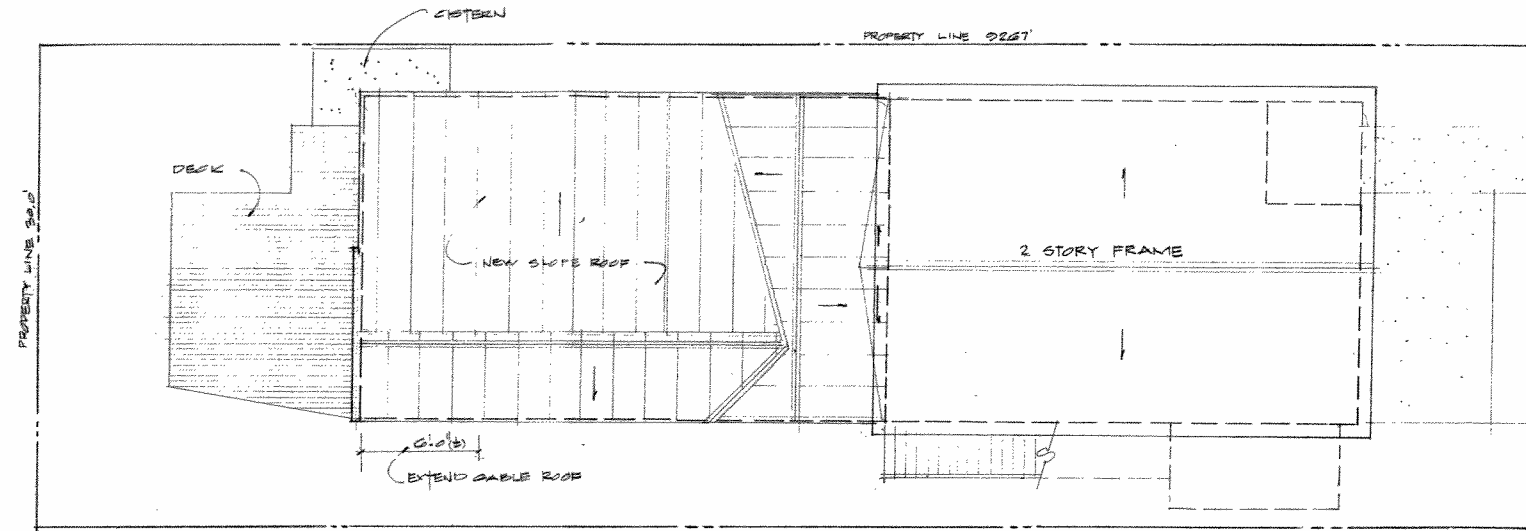 CISTERN
PROPERTY LINE 92.67'
DECK
PROPERTY LINE 30.0'
NEW SLOPE ROOF
2 STORY FRAME
6'-0"(±)
EXTEND GABLE ROOF